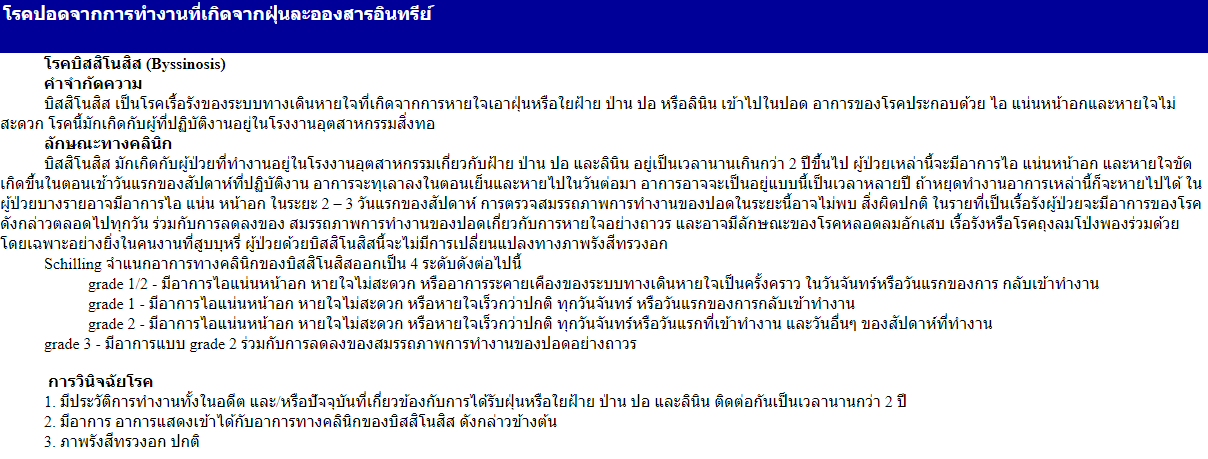 โรคปอดจากการทำงานที่เกิดจากฝุ่นละอองสารอินทรีย์
โรคบิสสิโนสิส (Byssinosis)
คำจำกัดความ
บิสสิโนสิส เป็นโรคเรื้อรังของระบบทางเดินหายใจที่เกิดจากการหายใจเอาฝุ่นหรือใยฝ้าย ป่าน ปอ หรือลินิน เข้าไปในปอด อาการของโรคประกอบด้วย ไอ แน่นหน้าอกและหายใจไม่
สะดวก โรคนี้มักเกิดกับผู้ที่ปฏิบัติงานอยู่ในโรงงานอุตสาหกรรมสิ่งทอ
ลักษณะทางคลินิก
บิสสิโนสิส มักเกิดกับผู้ป่วยที่ทำงานอยู่ในโรงงานอุตสาหกรรมเกี่ยวกับฝ้าย ป่าน ปอ และลินิน อยู่เป็นเวลานานเกินกว่า 2 ปีขึ้นไป ผู้ป่วยเหล่านี้จะมีอาการไอ แน่นหน้าอก และหายใจขัด
เกิดขึ้นในตอนเช้าวันแรกของสัปดาห์ที่ปฏิบัติงาน อาการจะทุเลาลงในตอนเย็นและหายไปในวันต่อมา อาการอาจจะเป็นอยู่แบบนี้เป็นเวลาหลายปี ถ้าหยุดทำงานอาการเหล่านี้ก็จะหายไปได้ ใน
ผู้ป่วยบางรายอาจมีอาการไอ แน่น หน้าอก ในระยะ 2 – 3 วันแรกของสัปดาห์ การตรวจสมรรถภาพการทำงานของปอดในระยะนี้อาจไม่พบ สิ่งผิดปกติ ในรายที่เป็นเรื้อรังผู้ป่วยจะมีอาการของโรค
ดังกล่าวตลอดไปทุกวัน ร่วมกับการลดลงของ สมรรถภาพการทำงานของปอดเกี่ยวกับการหายใจอย่างถาวร และอาจมีลักษณะของโรคหลอดลมอักเสบ เรื้อรังหรือโรคถุงลมโป่งพองร่วมด้วย
โดยเฉพาะอย่างยิ่งในคนงานที่สูบบุหรี่ ผู้ป่วยด้วยบิสสิโนสิสนี้จะไม่มีการเปลี่ยนแปลงทางภาพรังสีทรวงอก
Schilling จำแนกอาการทางคลินิกของบิสสิโนสิสออกเป็น 4 ระดับดังต่อไปนี้
grade 1/2 - มีอาการไอแน่นหน้าอก หายใจไม่สะดวก หรืออาการระคายเคืองของระบบทางเดินหายใจเป็นครั้งคราว ในวันจันทร์หรือวันแรกของการ กลับเข้าทำงาน
grade 1 - มีอาการไอแน่นหน้าอก หายใจไม่สะดวก หรือหายใจเร็วกว่าปกติ ทุกวันจันทร์ หรือวันแรกของการกลับเข้าทำงาน
grade 2 - มีอาการไอแน่นหน้าอก หายใจไม่สะดวก หรือหายใจเร็วกว่าปกติ ทุกวันจันทร์หรือวันแรกที่เข้าทำงาน และวันอื่นๆ ของสัปดาห์ที่ทำงาน
grade 3 - มีอาการแบบ grade 2 ร่วมกับการลดลงของสมรรถภาพการทำงานของปอดอย่างถาวร
การวินิจฉัยโรค
1. มีประวัติการทำงานทั้งในอดีต และ/หรือปัจจุบันที่เกี่ยวข้องกับการได้รับฝุ่นหรือใยฝ้าย ป่าน ปอ และลินิน ติดต่อกันเป็นเวลานานกว่า 2 ปี
2. มีอาการ อาการแสดงเข้าได้กับอาการทางคลินิกของบิสสิโนสิส ดังกล่าวข้างต้น
3. ภาพรังสีทรวงอก ปกติ